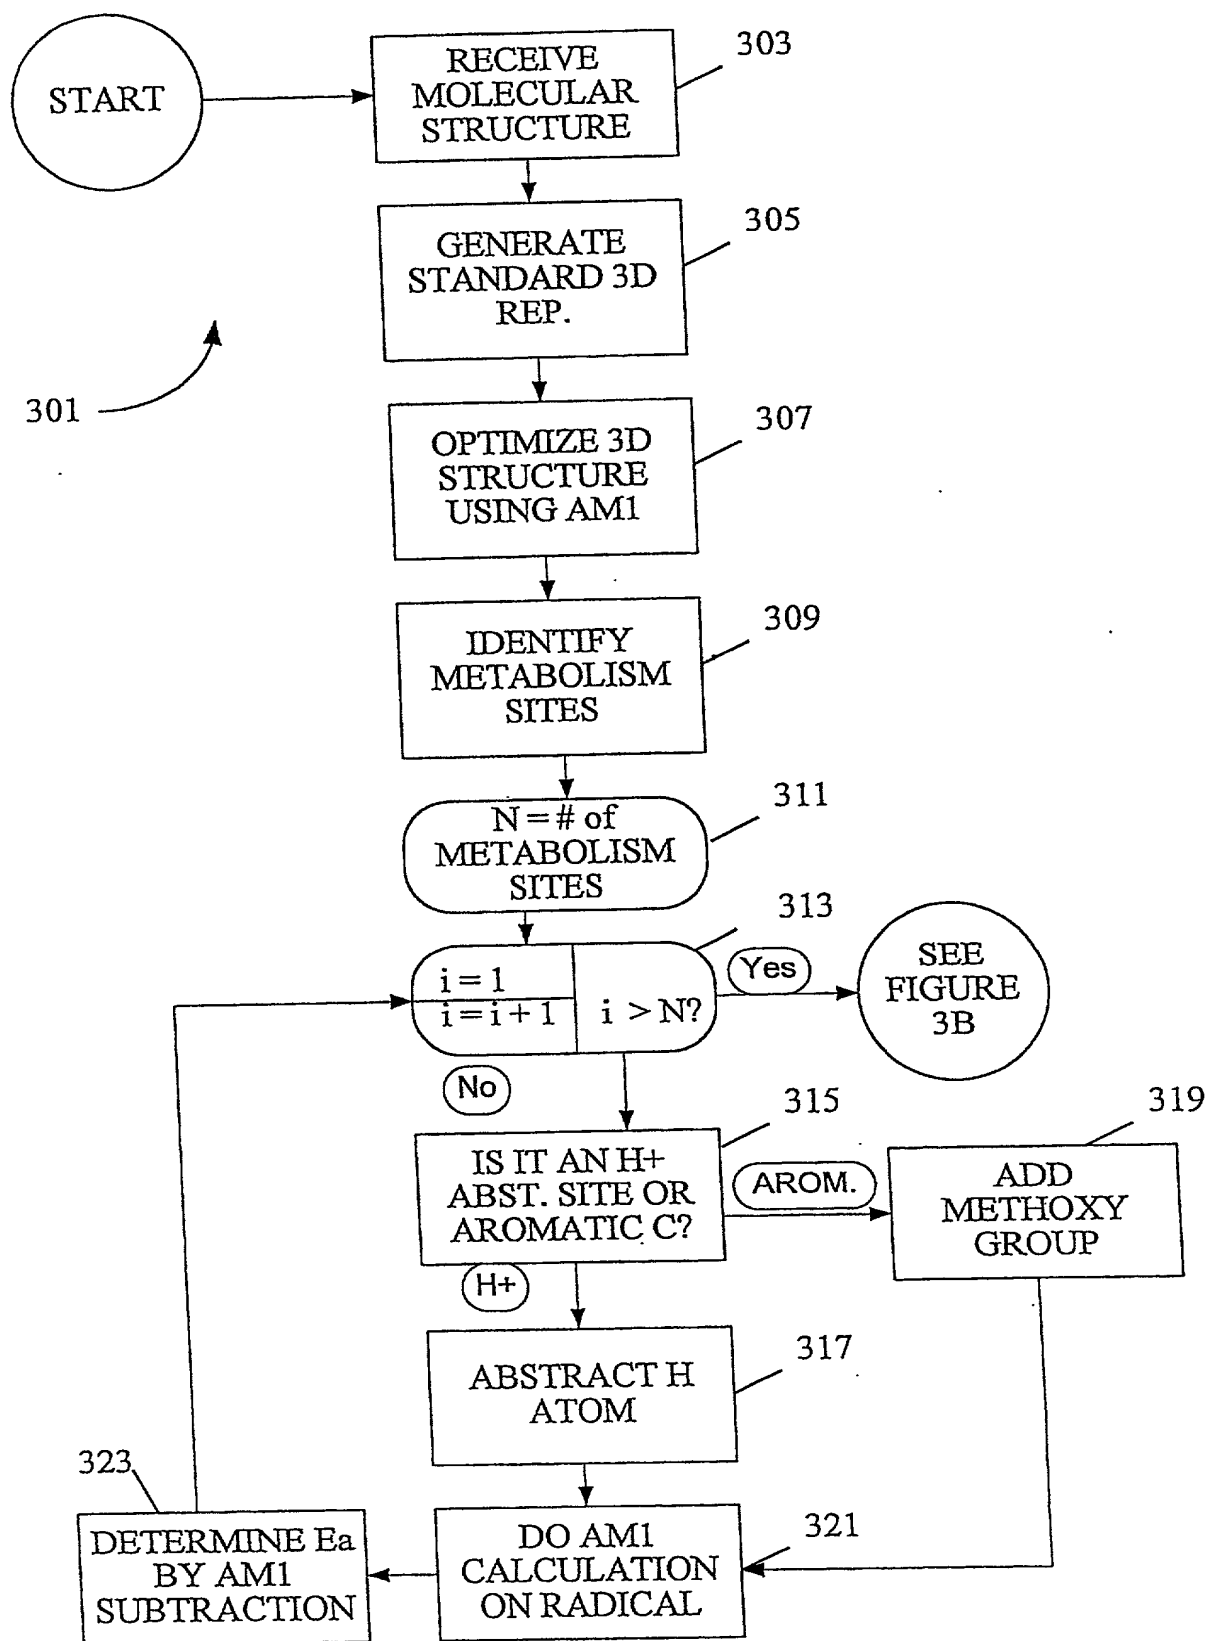 START
RECEIVE
MOLECULAR
STRUCTURE
303
GENERATE
STANDARD 3D
REP.
305
301
OPTIMIZE 3D
STRUCTURE
USING AM1
307
IDENTIFY
METABOLISM
SITES
309
N = # of
METABOLISM
SITES
311
313
i = 1
i = i + 1
i > N?
Yes
SEE
FIGURE
3B
No
315
IS IT AN H+
ABST. SITE OR
AROMATIC C?
AROM.
319
ADD
METHOXY
GROUP
H+
317
ABSTRACT H
ATOM
323
DETERMINE Ea
BY AM1
SUBTRACTION
DO AM1
CALCULATION
ON RADICAL
321